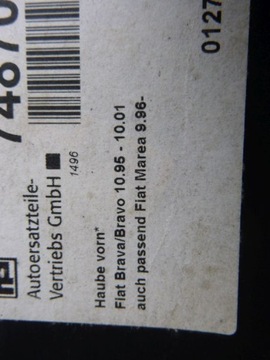 0127
Autoersatzteile-
Vertriebs GmbH
1496
Haube vorn*
Fiat Brava/Bravo 10.95 - 10.01
auch passend Fiat Marea 9.96-